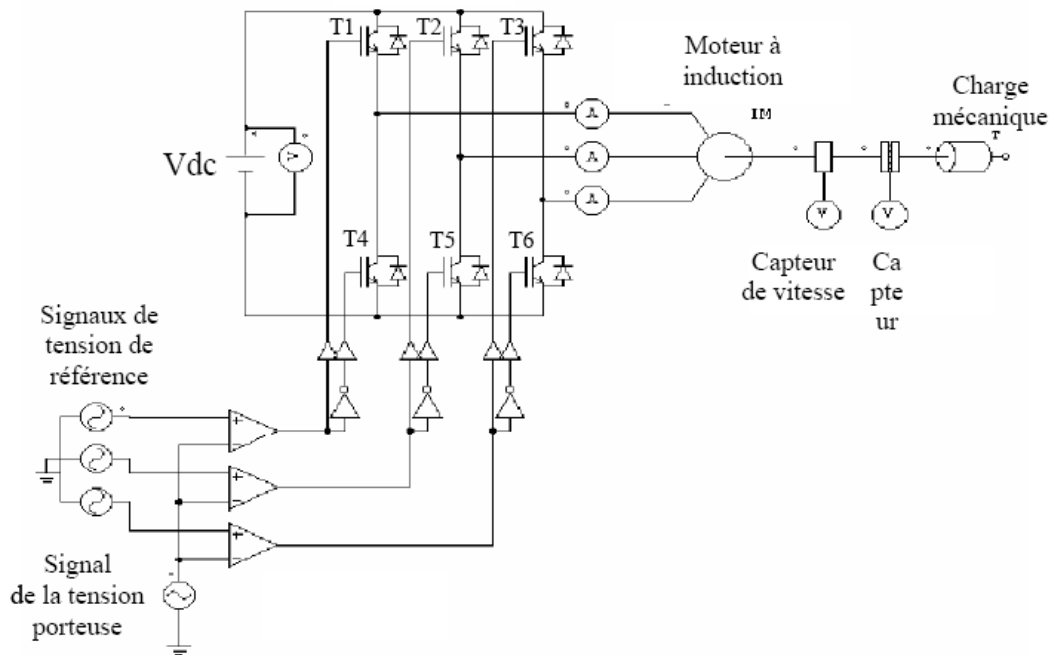 T1
T2
T3
Moteur à
induction
IM
Charge
mécanique
T
A
A
A
V
Vdc
T4
T5
T6
V
V
Capteur
de vitesse
Ca
pte
ur
Signaux de
tension de
référence
Signal
de la tension
porteuse